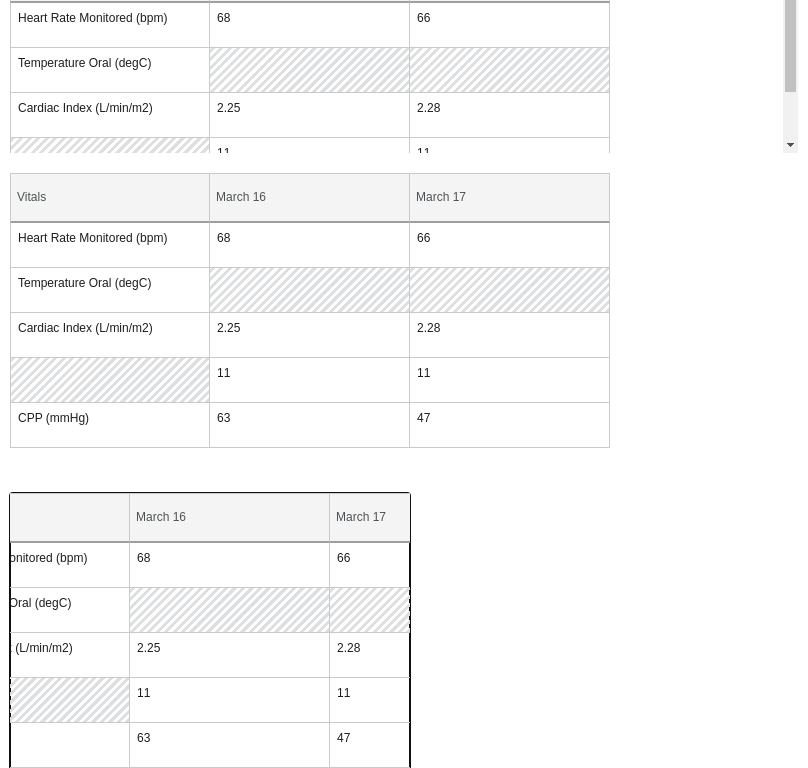 Heart Rate Monitored (bpm) 68 66
Temperature Oral (degC)
Cardiac Index (L/min/m2) 2.25 2.28
11 11
Vitals March 16 March 17
Heart Rate Monitored (bpm) 68 66
Temperature Oral (degC)
Cardiac Index (L/min/m2) 2.25 2.28
11 11
CPP (mmHg) 63 47
March 16 March 17
onitored (bpm) 68 66
Oral (degC)
(L/min/m2) 2.25 2.28
11 11
63 47